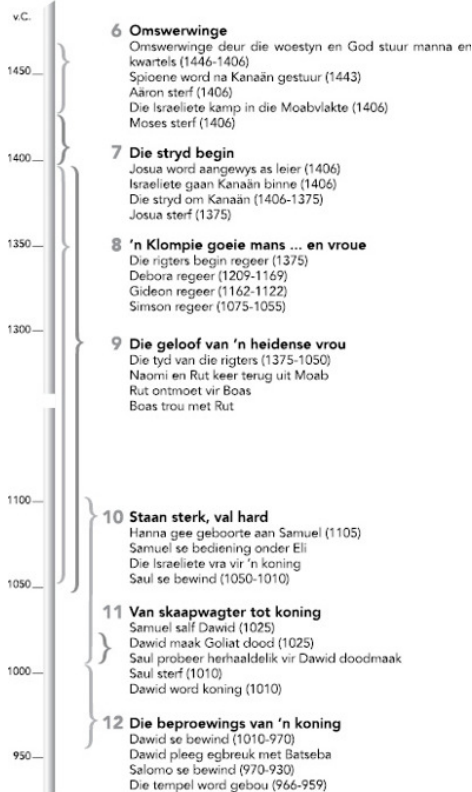 v.C.
6 Omswerwinge
Omswerwinge deur die woestyn en God stuur manna en
kwartels (1446-1406)
1450
Spioene word na Kanaän gestuur (1443)
Aäron sterf (1406)
Die Israeliete kamp in die Moabvlakte (1406)
Moses sterf (1406)
7 Die stryd begin
1400
Josua word aangewys as leier (1406)
Israeliete gaan Kanaän binne (1406)
Die stryd om Kanaän (1406-1375)
Josua sterf (1375)
8 'n Klompie goeie mans ... en vroue
1350
Die rigters begin regeer (1375)
Debora regeer (1209-1169)
Gideon regeer (1162-1122)
Simson regeer (1075-1055)
1300
9 Die geloof van 'n heidense vrou
Die tyd van die rigters (1375-1050)
Naomi en Rut keer terug uit Moab
Rut ontmoet vir Boas
Boas trou met Rut
1100
10 Staan sterk, val hard
Hanna gee geboorte aan Samuel (1105)
Samuel se bediening onder Eli
Die Israeliete vra vir 'n koning
Saul se bewind (1050-1010)
1050
11 Van skaapwagter tot koning
Samuel salf Dawid (1025)
Dawid maak Goliat dood (1025)
Saul probeer herhaaldelik vir Dawid doodmaak
1000
Saul sterf (1010)
Dawid word koning (1010)
12 Die beproewings van 'n koning
Dawid se bewind (1010-970)
Dawid pleeg egbreuk met Batseba
950
Salomo se bewind (970-930)
Die tempel word gebou (966-959)